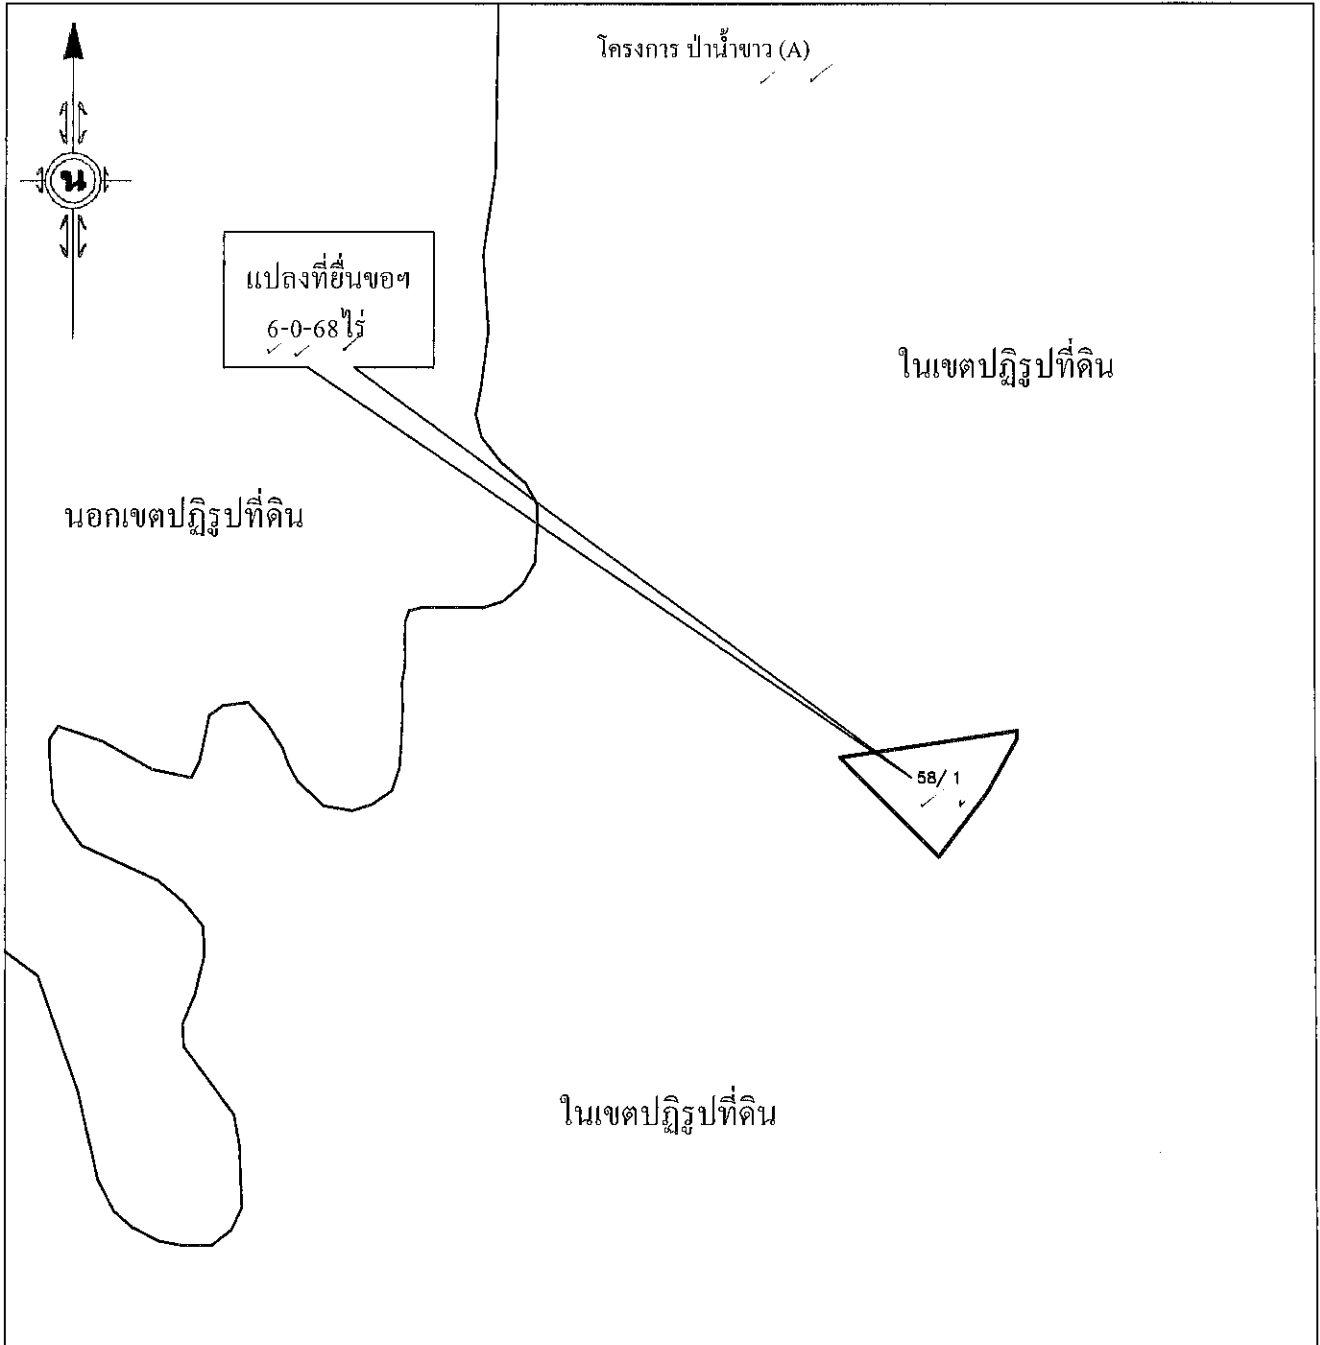 โครงการ ป่าน้ำขาว (A)
น
แปลงที่ยื่นขอฯ
6-0-68 ไร่
ในเขตปฏิรูปที่ดิน
นอกเขตปฏิรูปที่ดิน
58/ 1
ในเขตปฏิรูปที่ดิน